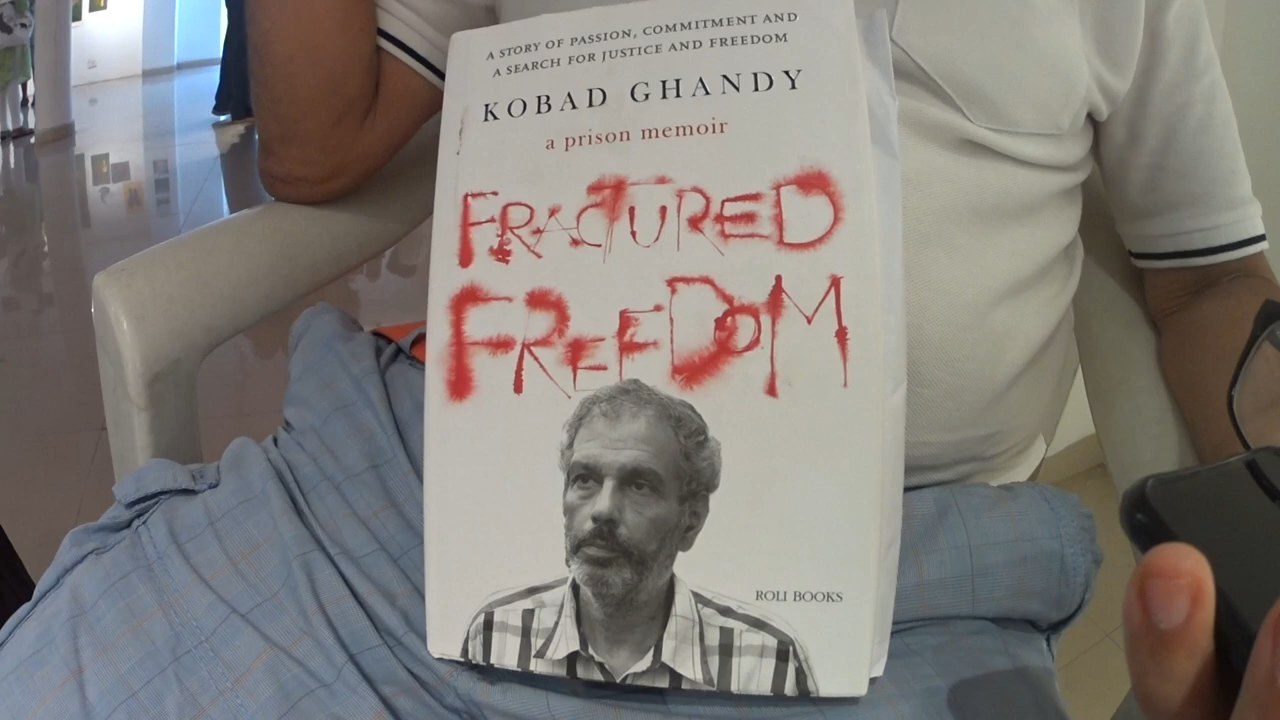 A STORY OF PASSION, COMMITMENT AND
A SEARCH FOR JUSTICE AND FREEDOM
KOBAD GHANDY
a prison memoir
FRACTURED
FREEDOM
ROLI BOOKS